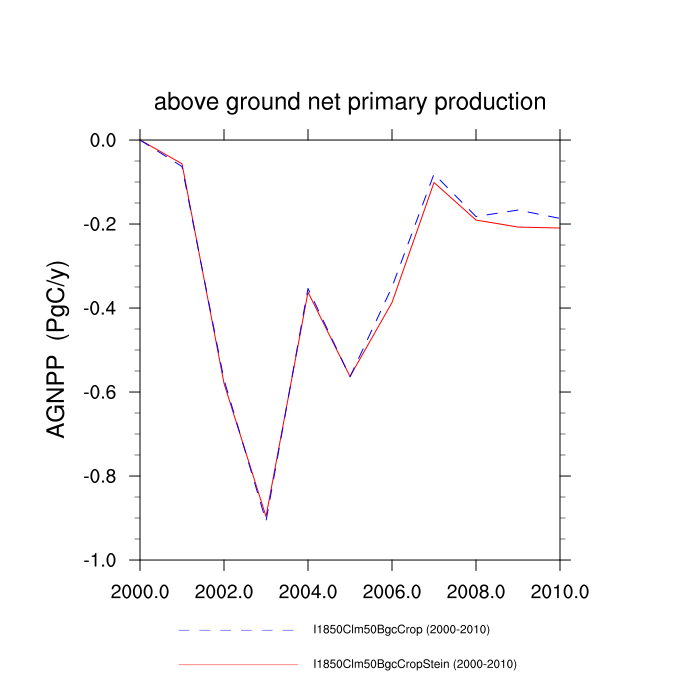 above ground net primary production
0.0
-0.2
-0.4
-0.6
-0.8
-1.0
AGNPP (PgC/y)
2000.0 2002.0 2004.0 2006.0 2008.0 2010.0
I1850Clm50BgcCrop (2000-2010)
I1850Clm50BgcCropStein (2000-2010)